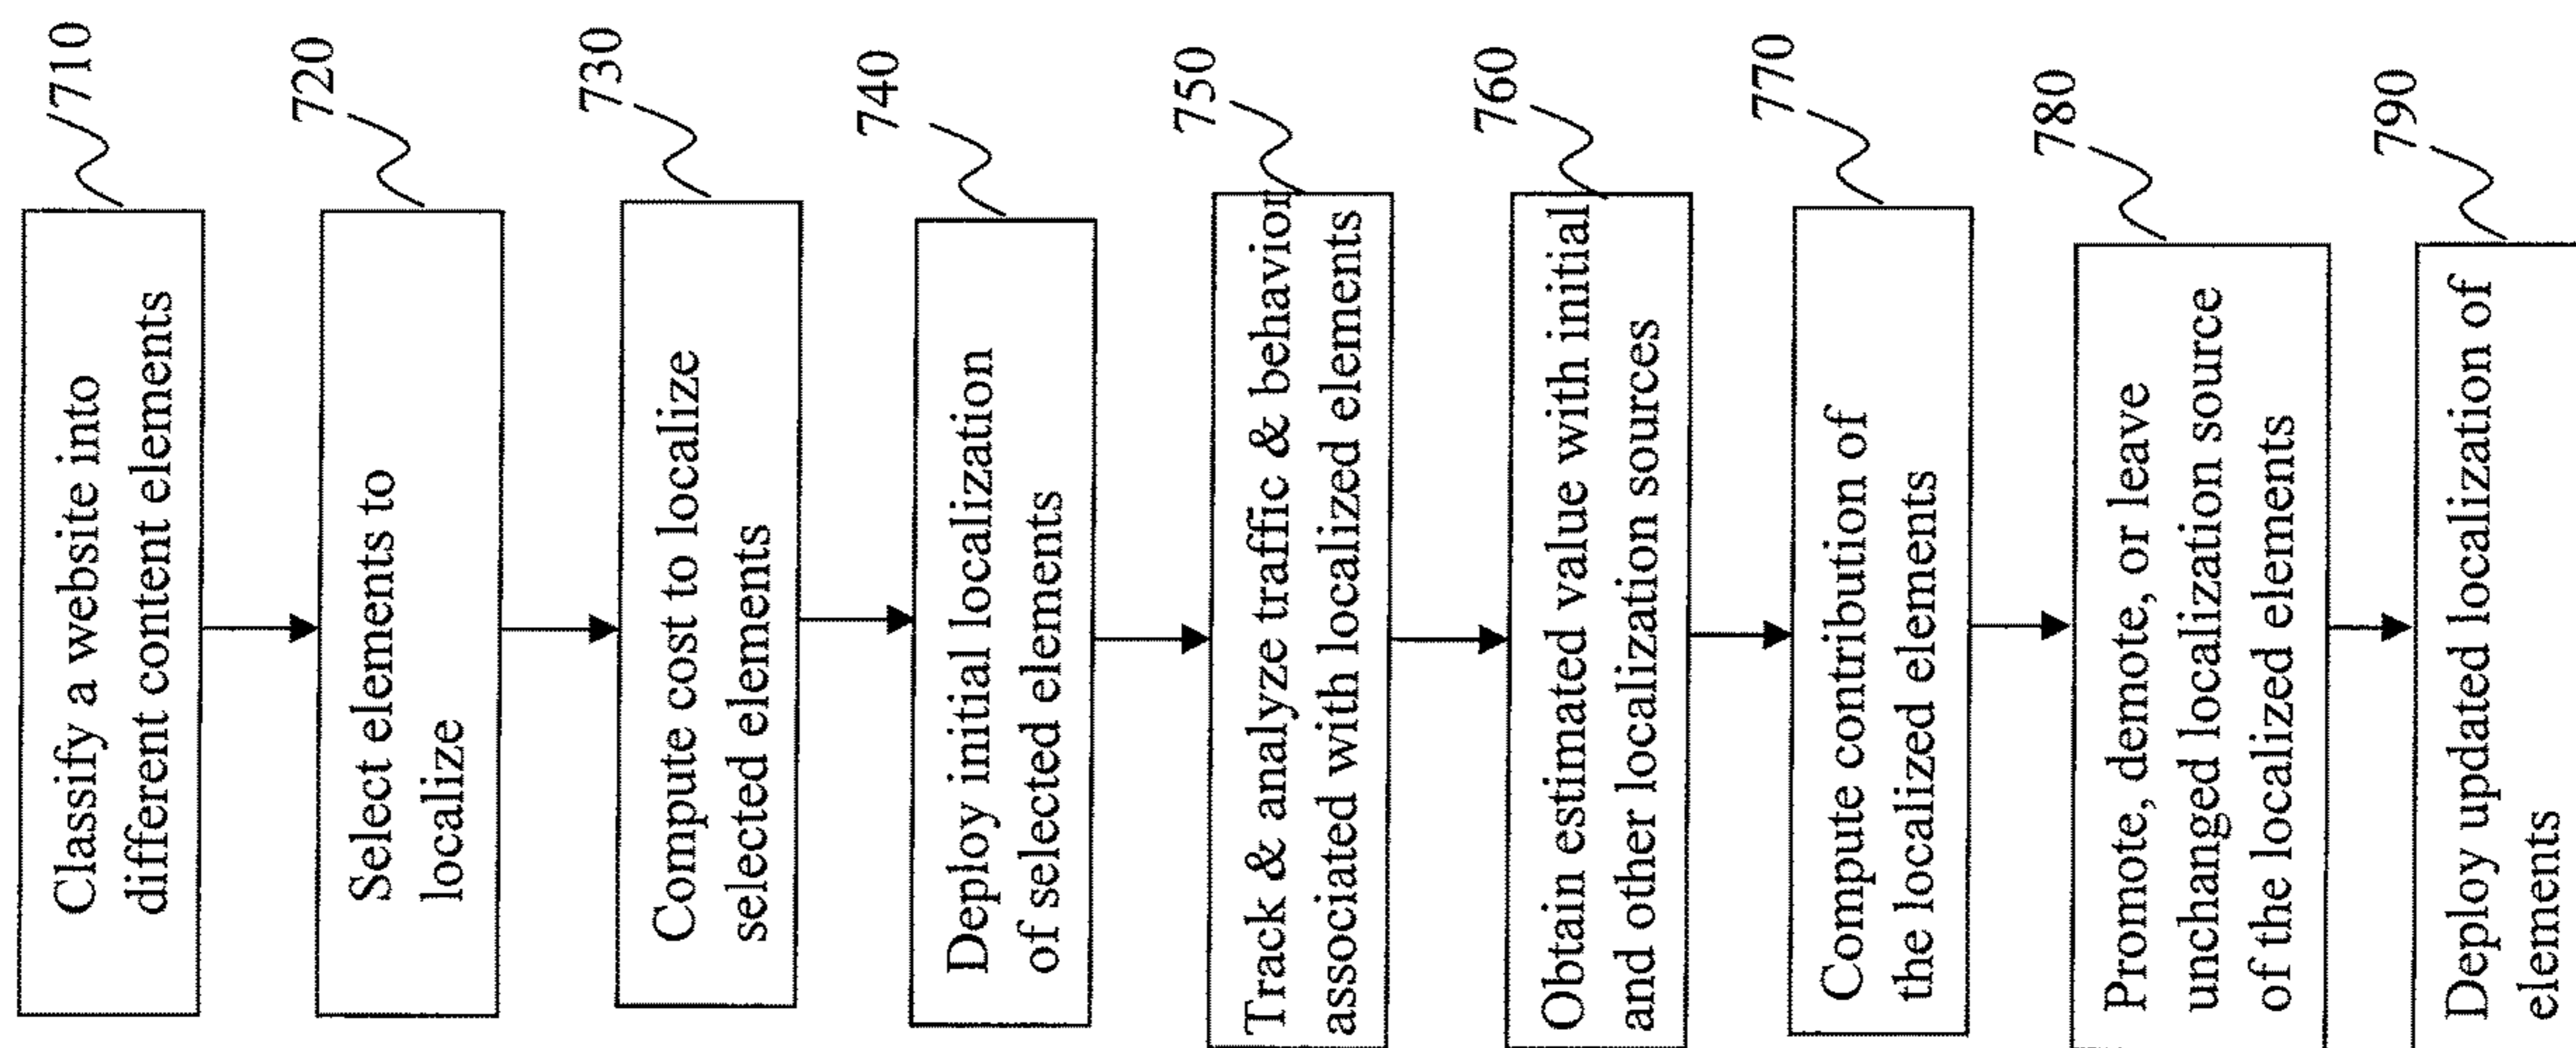 710
Classify a website into
different content elements
720
Select elements to
localize
730
Compute cost to localize
selected elements
740
Deploy initial localization
of selected elements
750
Track & analyze traffic & behavior
associated with localized elements
760
Obtain estimated value with initial
and other localization sources
770
Compute contribution of
the localized elements
780
Promote, demote, or leave
unchanged localization source
of the localized elements
790
Deploy updated localization of
elements